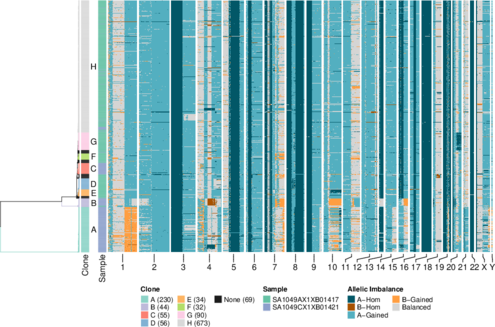 H
G
F
C
D
E
B
A
Clone
Sample
1 2 3 4 5 6 7 8 9 10 11 12 13 14 15 16 17 18 19 20 21 22 X Y
Clone Sample Allelic Imbalance
A (230) E (34) None (69) SA1049AX1XB01417 A-Hom B-Gained
B (44) F (32) SA1049CX1XB01421 B-Hom Balanced
C (55) G (90) A-Gained
D (56) H (673)